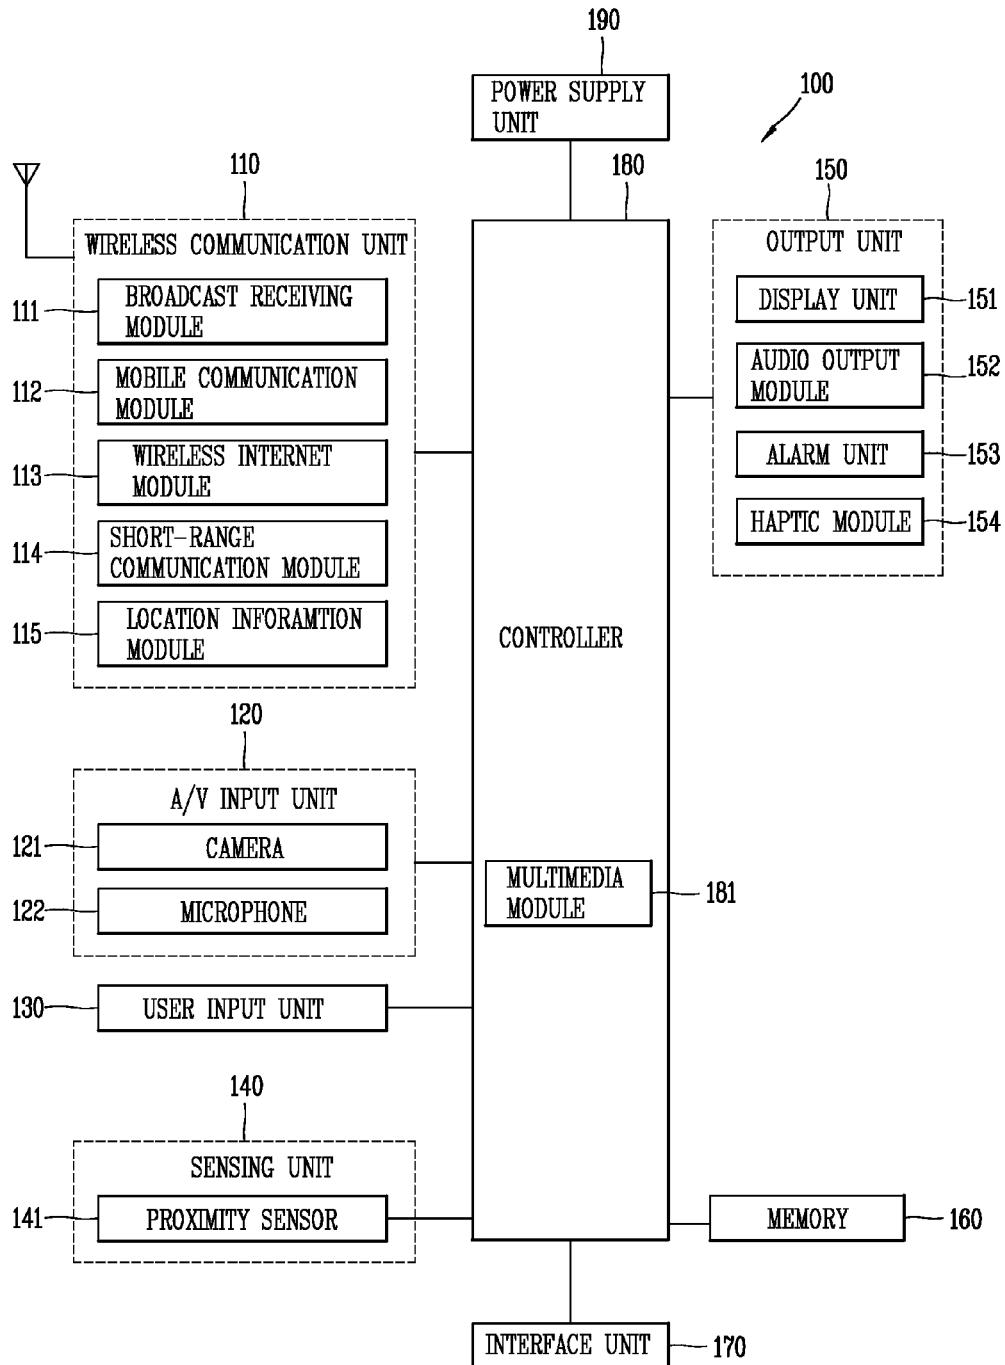 190
POWER SUPPLY
UNIT
100
110
180
150
WIRELESS COMMUNICATION UNIT
OUTPUT UNIT
111
BROADCAST RECEIVING
MODULE
DISPLAY UNIT
151
112
MOBILE COMMUNICATION
MODULE
AUDIO OUTPUT
MODULE
152
113
WIRELESS INTERNET
MODULE
ALARM UNIT
153
114
SHORT-RANGE
COMMUNICATION MODULE
HAPTIC MODULE
154
115
LOCATION INFORAMTION
MODULE
CONTROLLER
120
A/V INPUT UNIT
121
CAMERA
122
MICROPHONE
MULTIMEDIA
MODULE
181
130
USER INPUT UNIT
140
SENSING UNIT
141
PROXIMITY SENSOR
MEMORY
160
INTERFACE UNIT
170